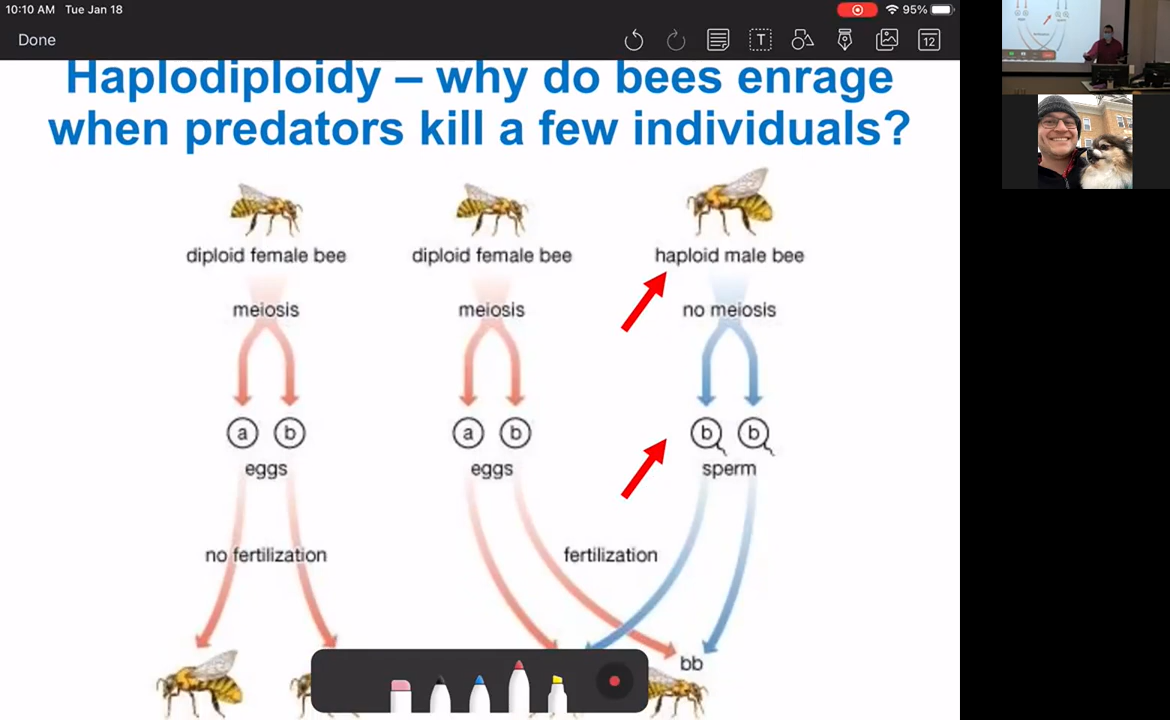 10:10 AM Tue Jan 18
95%
Done
12
Haplodiploidy – why do bees enrage
when predators kill a few individuals?
diploid female bee
diploid female bee
haploid male bee
meiosis
meiosis
no meiosis
a b
a b
b b
eggs
eggs
sperm
no fertilization
fertilization
bb